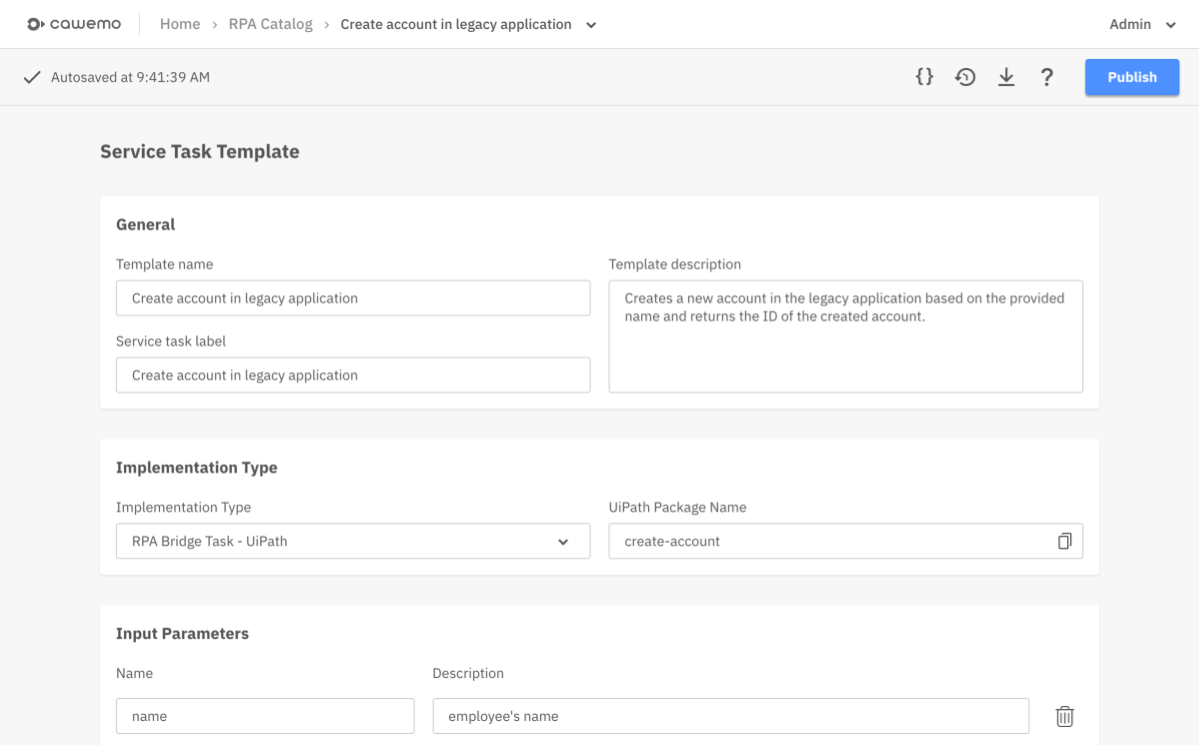 cawemo Home › RPA Catalog › Create account in legacy application Admin
Autosaved at 9:41:39 AM { } ? Publish
Service Task Template
General
Template name
Create account in legacy application
Service task label
Create account in legacy application
Template description
Creates a new account in the legacy application based on the provided
name and returns the ID of the created account.
Implementation Type
Implementation Type
RPA Bridge Task - UiPath
UiPath Package Name
create-account
Input Parameters
Name Description
name employee's name